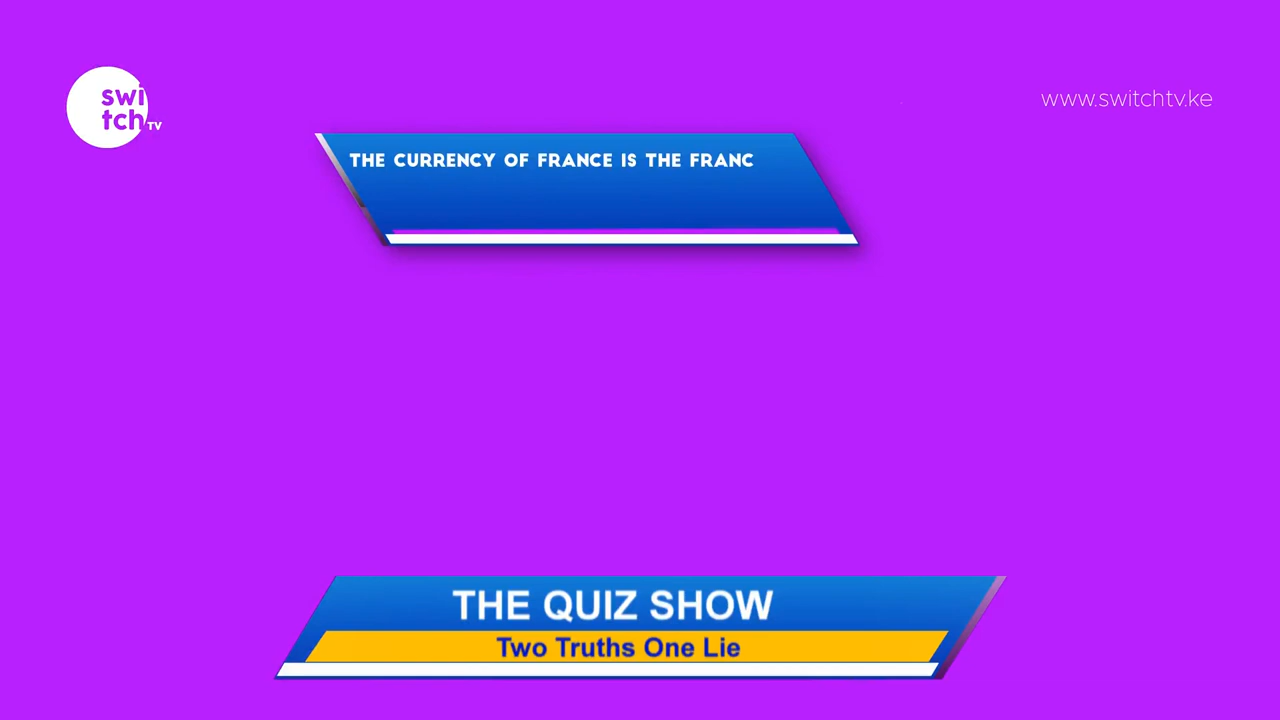 swi
tch TV
www.switchtv.ke
THE CURRENCY OF FRANCE IS THE FRANC
THE QUIZ SHOW
Two Truths One Lie